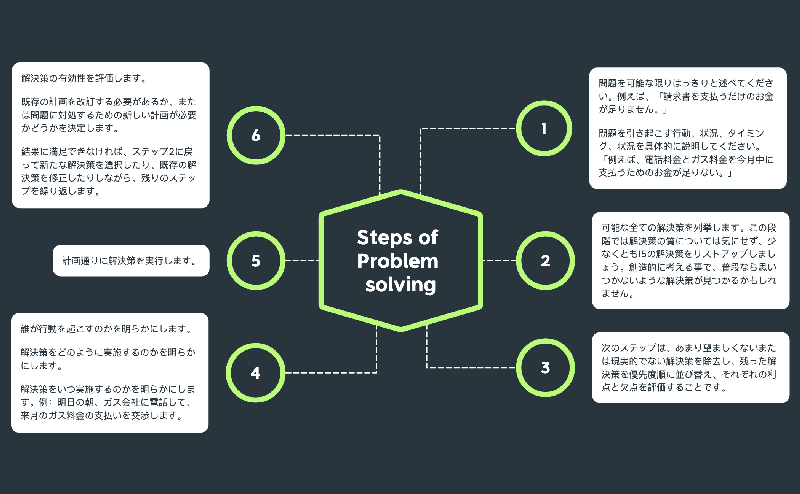 Steps of
Problem
solving
1
問題を可能な限りはっきりと述べてくださ
い。例えば、「請求書を支払うだけのお金
が足りません。」
問題を引き起こす行動、状況、タイミン
グ、状況を具体的に説明してください。
「例えば、電話料金とガス料金を今月中に
支払うためのお金が足りない。」
2
可能な全ての解決策を列挙します。この段
階では解決策の質については気にせず、少
なくとも15の解決策をリストアップしまし
ょう。創造的に考える事で、普段なら思い
つかないような解決策が見つかるかもしれ
ません。
3
次のステップは、あまり望ましくないまた
は現実的でない解決策を除去し、残った解
決策を優先度順に並び替え、それぞれの利
点と欠点を評価することです。
4
誰が行動を起こすのかを明らかにします。
解決策をどのように実施するのかを明らか
にします。
解決策をいつ実施するのかを明らかにしま
す。例：明日の朝、ガス会社に電話して、
来月のガス料金の支払いを交渉します。
5
計画通りに解決策を実行します。
6
解決策の有効性を評価します。
既存の計画を改訂する必要があるか、また
は問題に対処するための新しい計画が必要
かどうかを決定します。
結果に満足できなければ、ステップ2に戻
って新たな解決策を選択したり、既存の解
決策を修正したりしながら、残りのステッ
プを繰り返します。